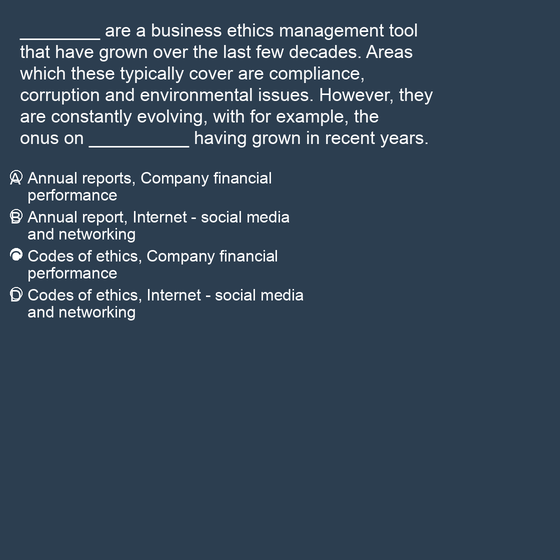 _________ are a business ethics management tool
that have grown over the last few decades. Areas
which these typically cover are compliance,
corruption and environmental issues. However, they
are constantly evolving, with for example, the
onus on ___________ having grown in recent years.
A Annual reports, Company financial
performance
B Annual report, Internet - social media
and networking
Codes of ethics, Company financial
performance
D Codes of ethics, Internet - social media
and networking